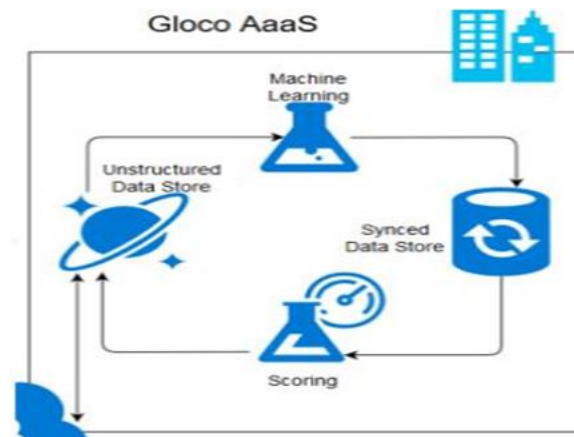 Gloco AaaS
Machine
Learning
Unstructured
Data Store
Synced
Data Store
Scoring